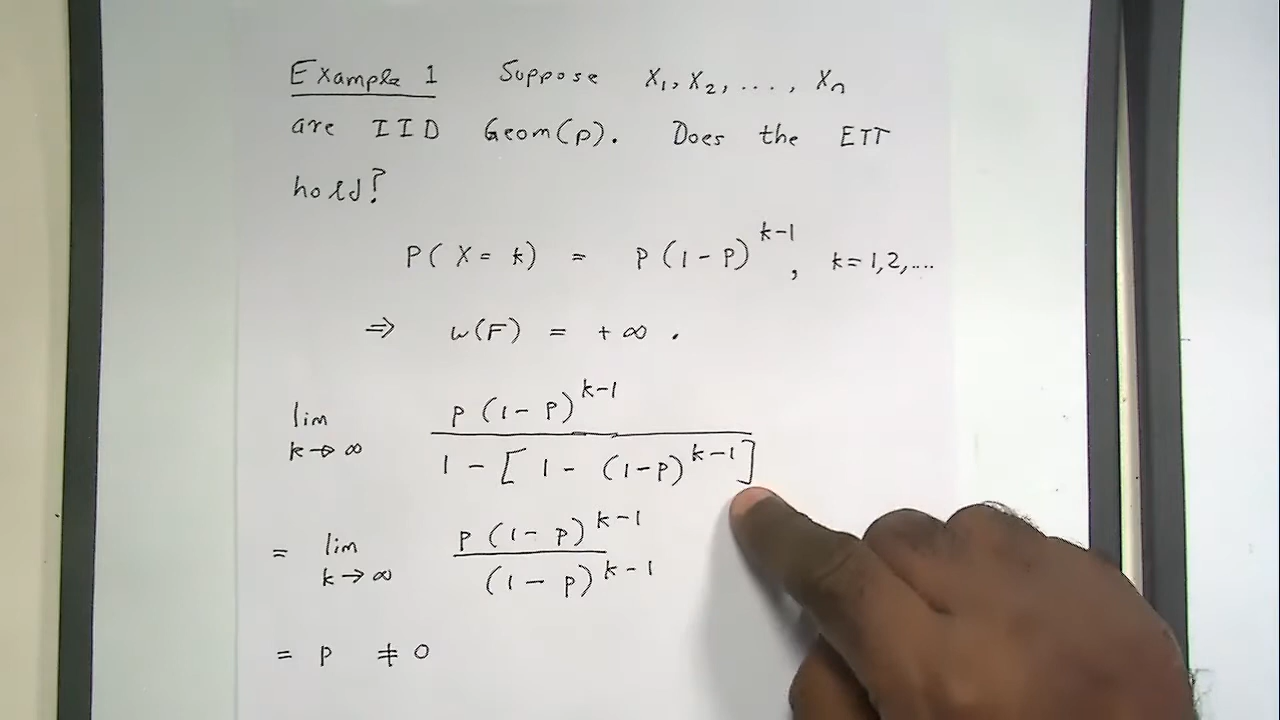 Example 1 Suppose X₁, X₂, ...., Xn
are IID Geom(p). Does the ETT
hold?
P(X = k) = p(1-p)^{k-1}, k=1,2,....
⇒ w(F) = +∞ .
lim k→∞ p(1-p)^{k-1} / 1-[1-(1-p)^{k-1}]
= lim k→∞ p(1-p)^{k-1} / (1-p)^{k-1}
= p ≠ 0